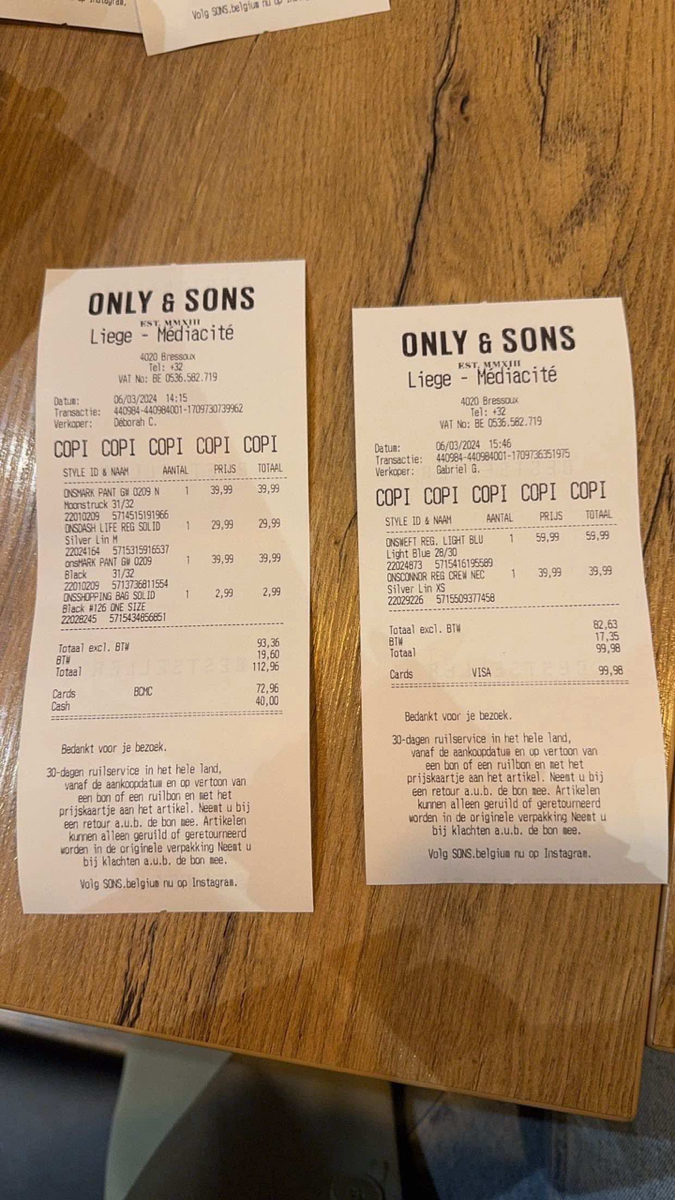 Instagram.
Volg SONS.belgium nu op Instagram.
ONLY & SONS
EST. MMXIII
Liege - Médiacité
4020 Bressoux
Tel: +32
VAT No: BE 0536.582.719
Datum: 06/03/2024 14:15
Transactie: 440984-440984001-1709730739962
Verkoper: Déborah C.
COPI COPI COPI COPI COPI
STYLE ID & NAAM AANTAL PRIJS TOTAAL
ONSMARK PANT GW 0209 N 1 39,99 39,99
Moonstruck 31/32
22010209 5714515191966
ONSDASH LIFE REG SOLID 1 29,99 29,99
Silver Lin M
22024164 5715315916537
onsMARK PANT GW 0209 1 39,99 39,99
Black 31/32
22010209 5713736811554
ONSSHOPPING BAG SOLID 1 2,99 2,99
Black #126 ONE SIZE
22028245 5715434856851
Totaal excl. BTW 93,36
BTW 19,60
Totaal 112,96
Cards BCMC 72,96
Cash 40,00
Bedankt voor je bezoek.
30-dagen ruilservice in het hele land,
vanaf de aankoopdatum en op vertoon van
een bon of een ruilbon en met het
prijskaartje aan het artikel. Neemt u bij
een retour a.u.b. de bon mee. Artikelen
kunnen alleen geruild of geretourneerd
worden in de originele verpakking Neemt u
bij klachten a.u.b. de bon mee.
Volg SONS.belgium nu op Instagram.
ONLY & SONS
EST. MMXIII
Liege - Médiacité
4020 Bressoux
Tel: +32
VAT No: BE 0536.582.719
Datum: 06/03/2024 15:46
Transactie: 440984-440984001-1709736351975
Verkoper: Gabriel G.
COPI COPI COPI COPI COPI
STYLE ID & NAAM AANTAL PRIJS TOTAAL
ONSWEFT REG. LIGHT BLU 1 59,99 59,99
Light Blue 28/30
22024873 5715416195589
ONSCONNOR REG CREW NEC 1 39,99 39,99
Silver Lin XS
22029226 5715509377458
Totaal excl. BTW 82,63
BTW 17,35
Totaal 99,98
Cards VISA 99,98
Bedankt voor je bezoek.
30-dagen ruilservice in het hele land,
vanaf de aankoopdatum en op vertoon van
een bon of een ruilbon en met het
prijskaartje aan het artikel. Neemt u bij
een retour a.u.b. de bon mee. Artikelen
kunnen alleen geruild of geretourneerd
worden in de originele verpakking Neemt u
bij klachten a.u.b. de bon mee.
Volg SONS.belgium nu op Instagram.